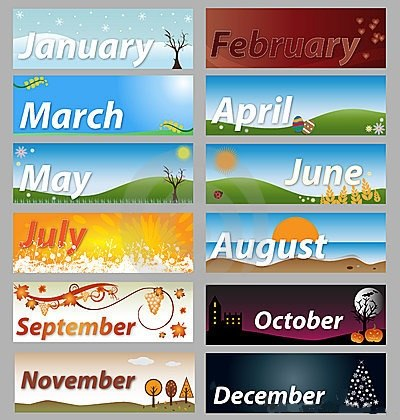 January
February
March
April
May
June
July
August
September
October
November
December